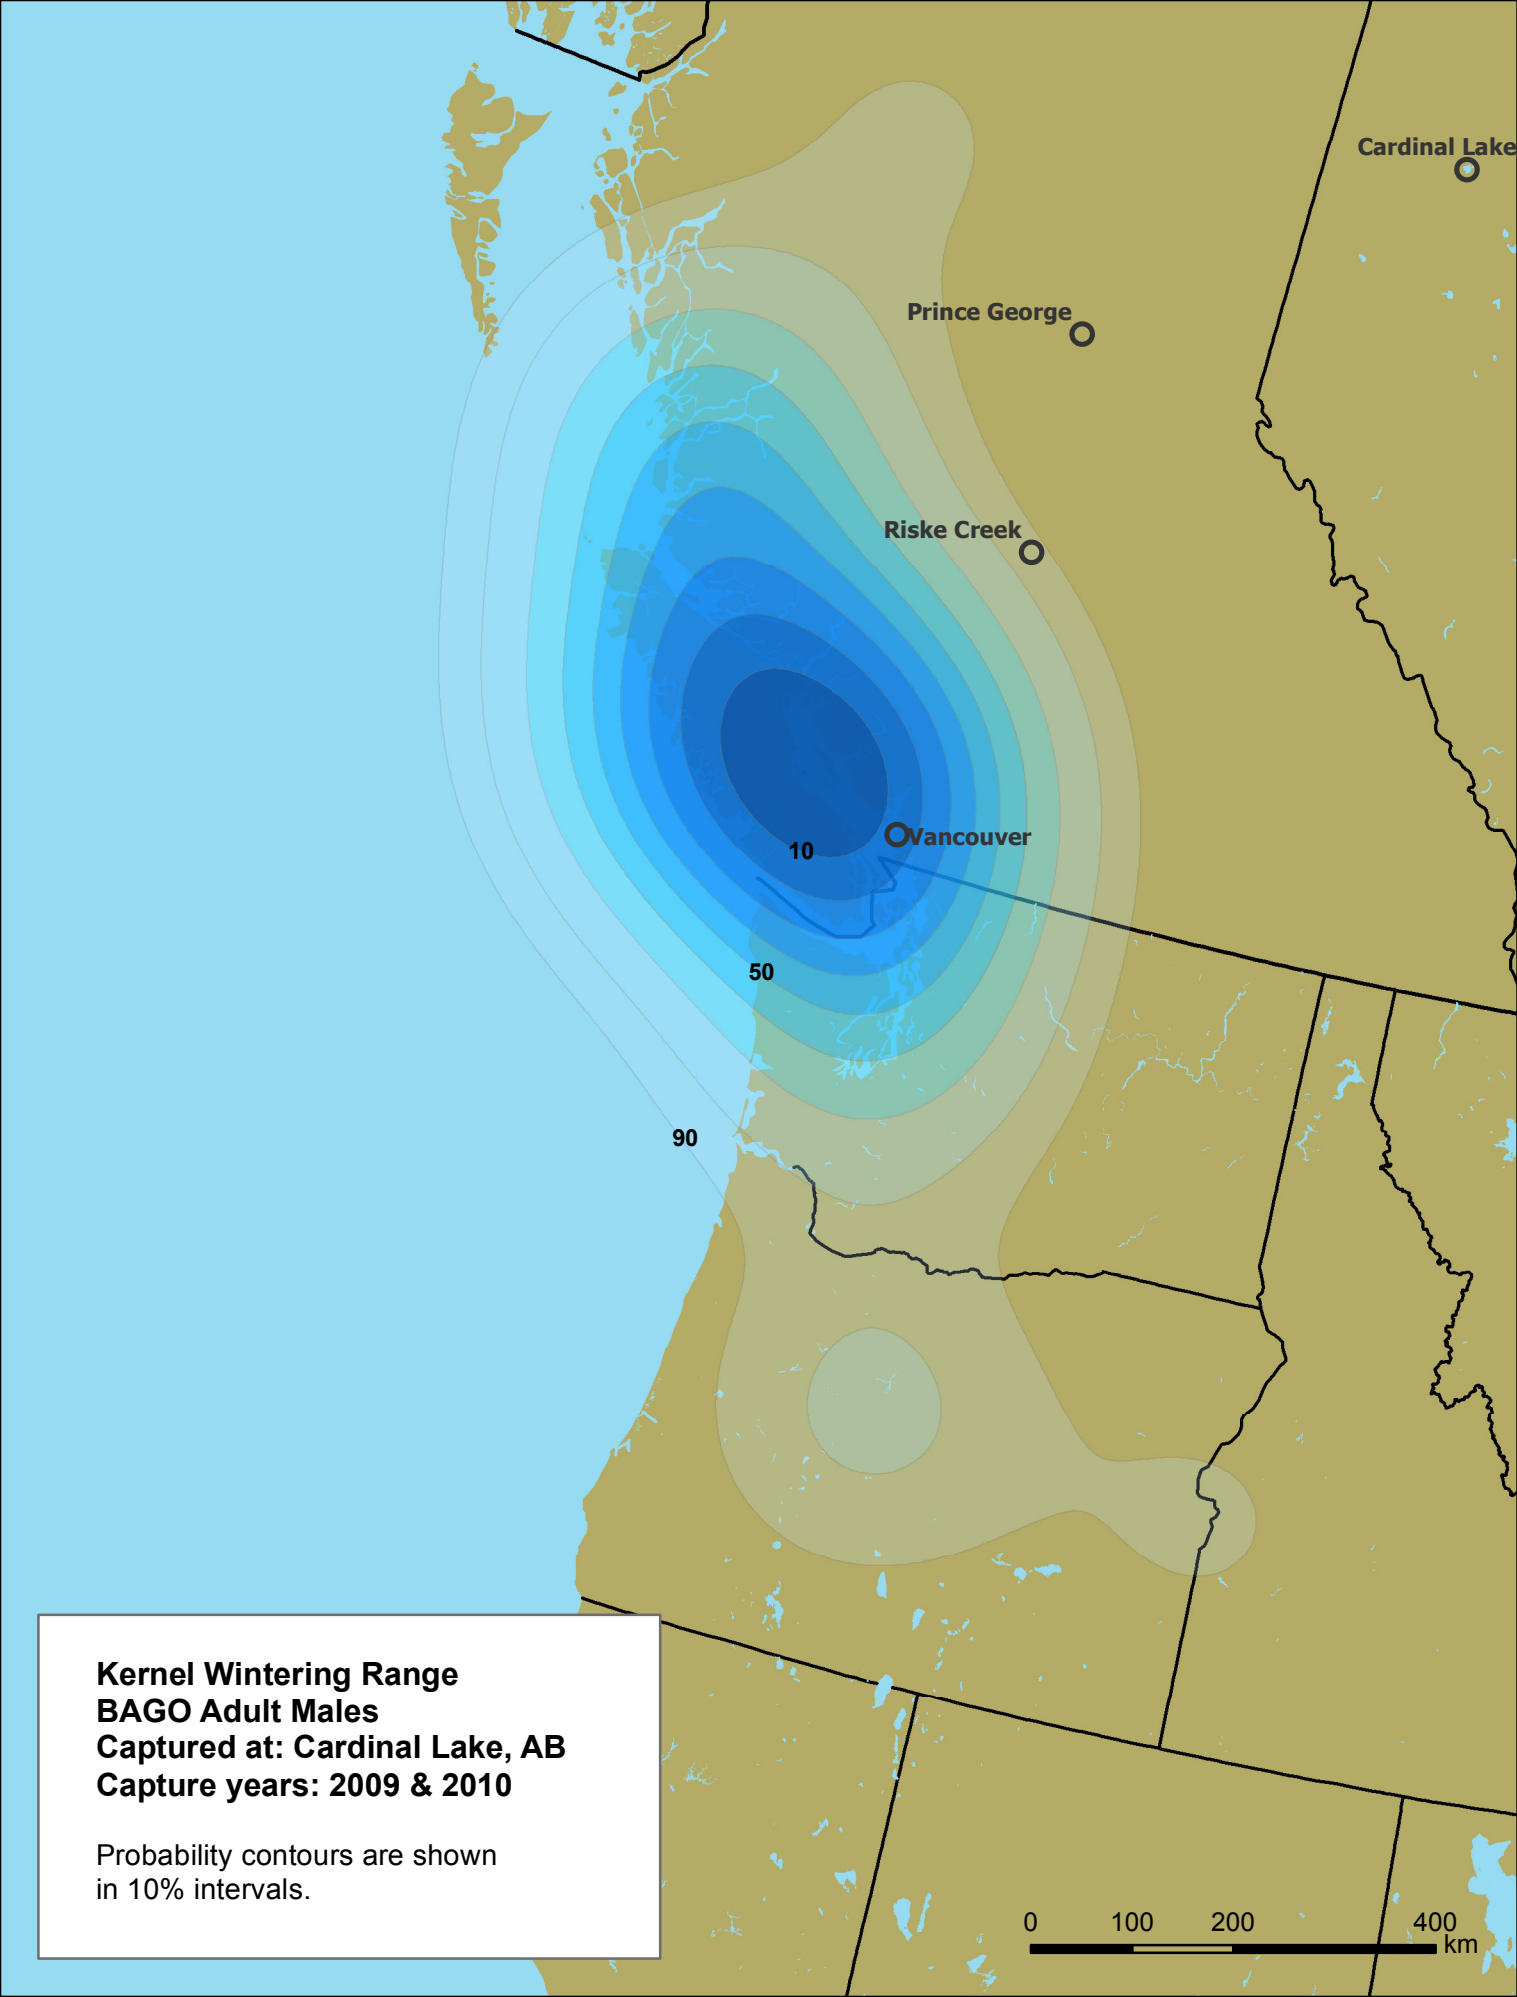 Cardinal Lake
Prince George
Riske Creek
Vancouver
10
50
90
Kernel Wintering Range
BAGO Adult Males
Captured at: Cardinal Lake, AB
Capture years: 2009 & 2010
Probability contours are shown
in 10% intervals.
0 100 200 400
km